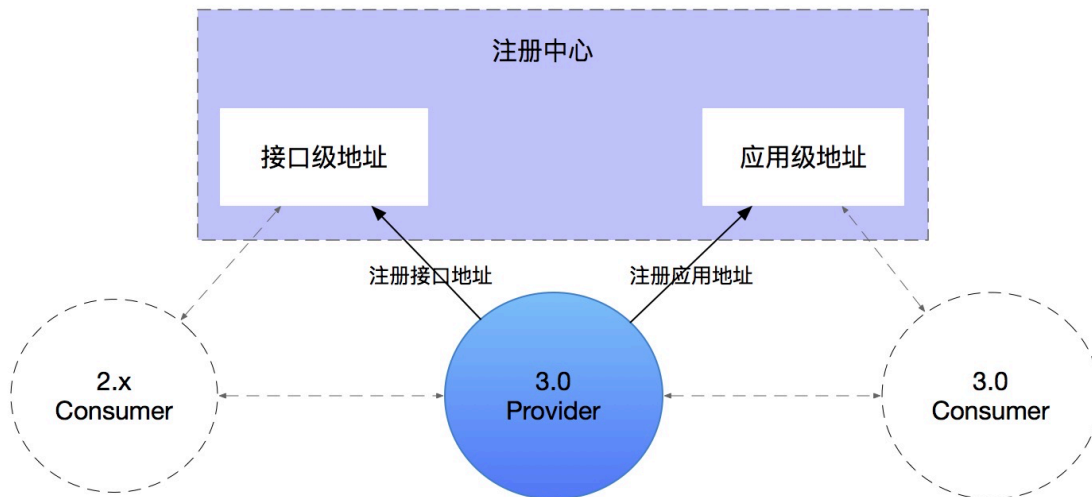 注册中心
接口级地址
应用级地址
注册接口地址
注册应用地址
2.x
Consumer
3.0
Provider
3.0
Consumer